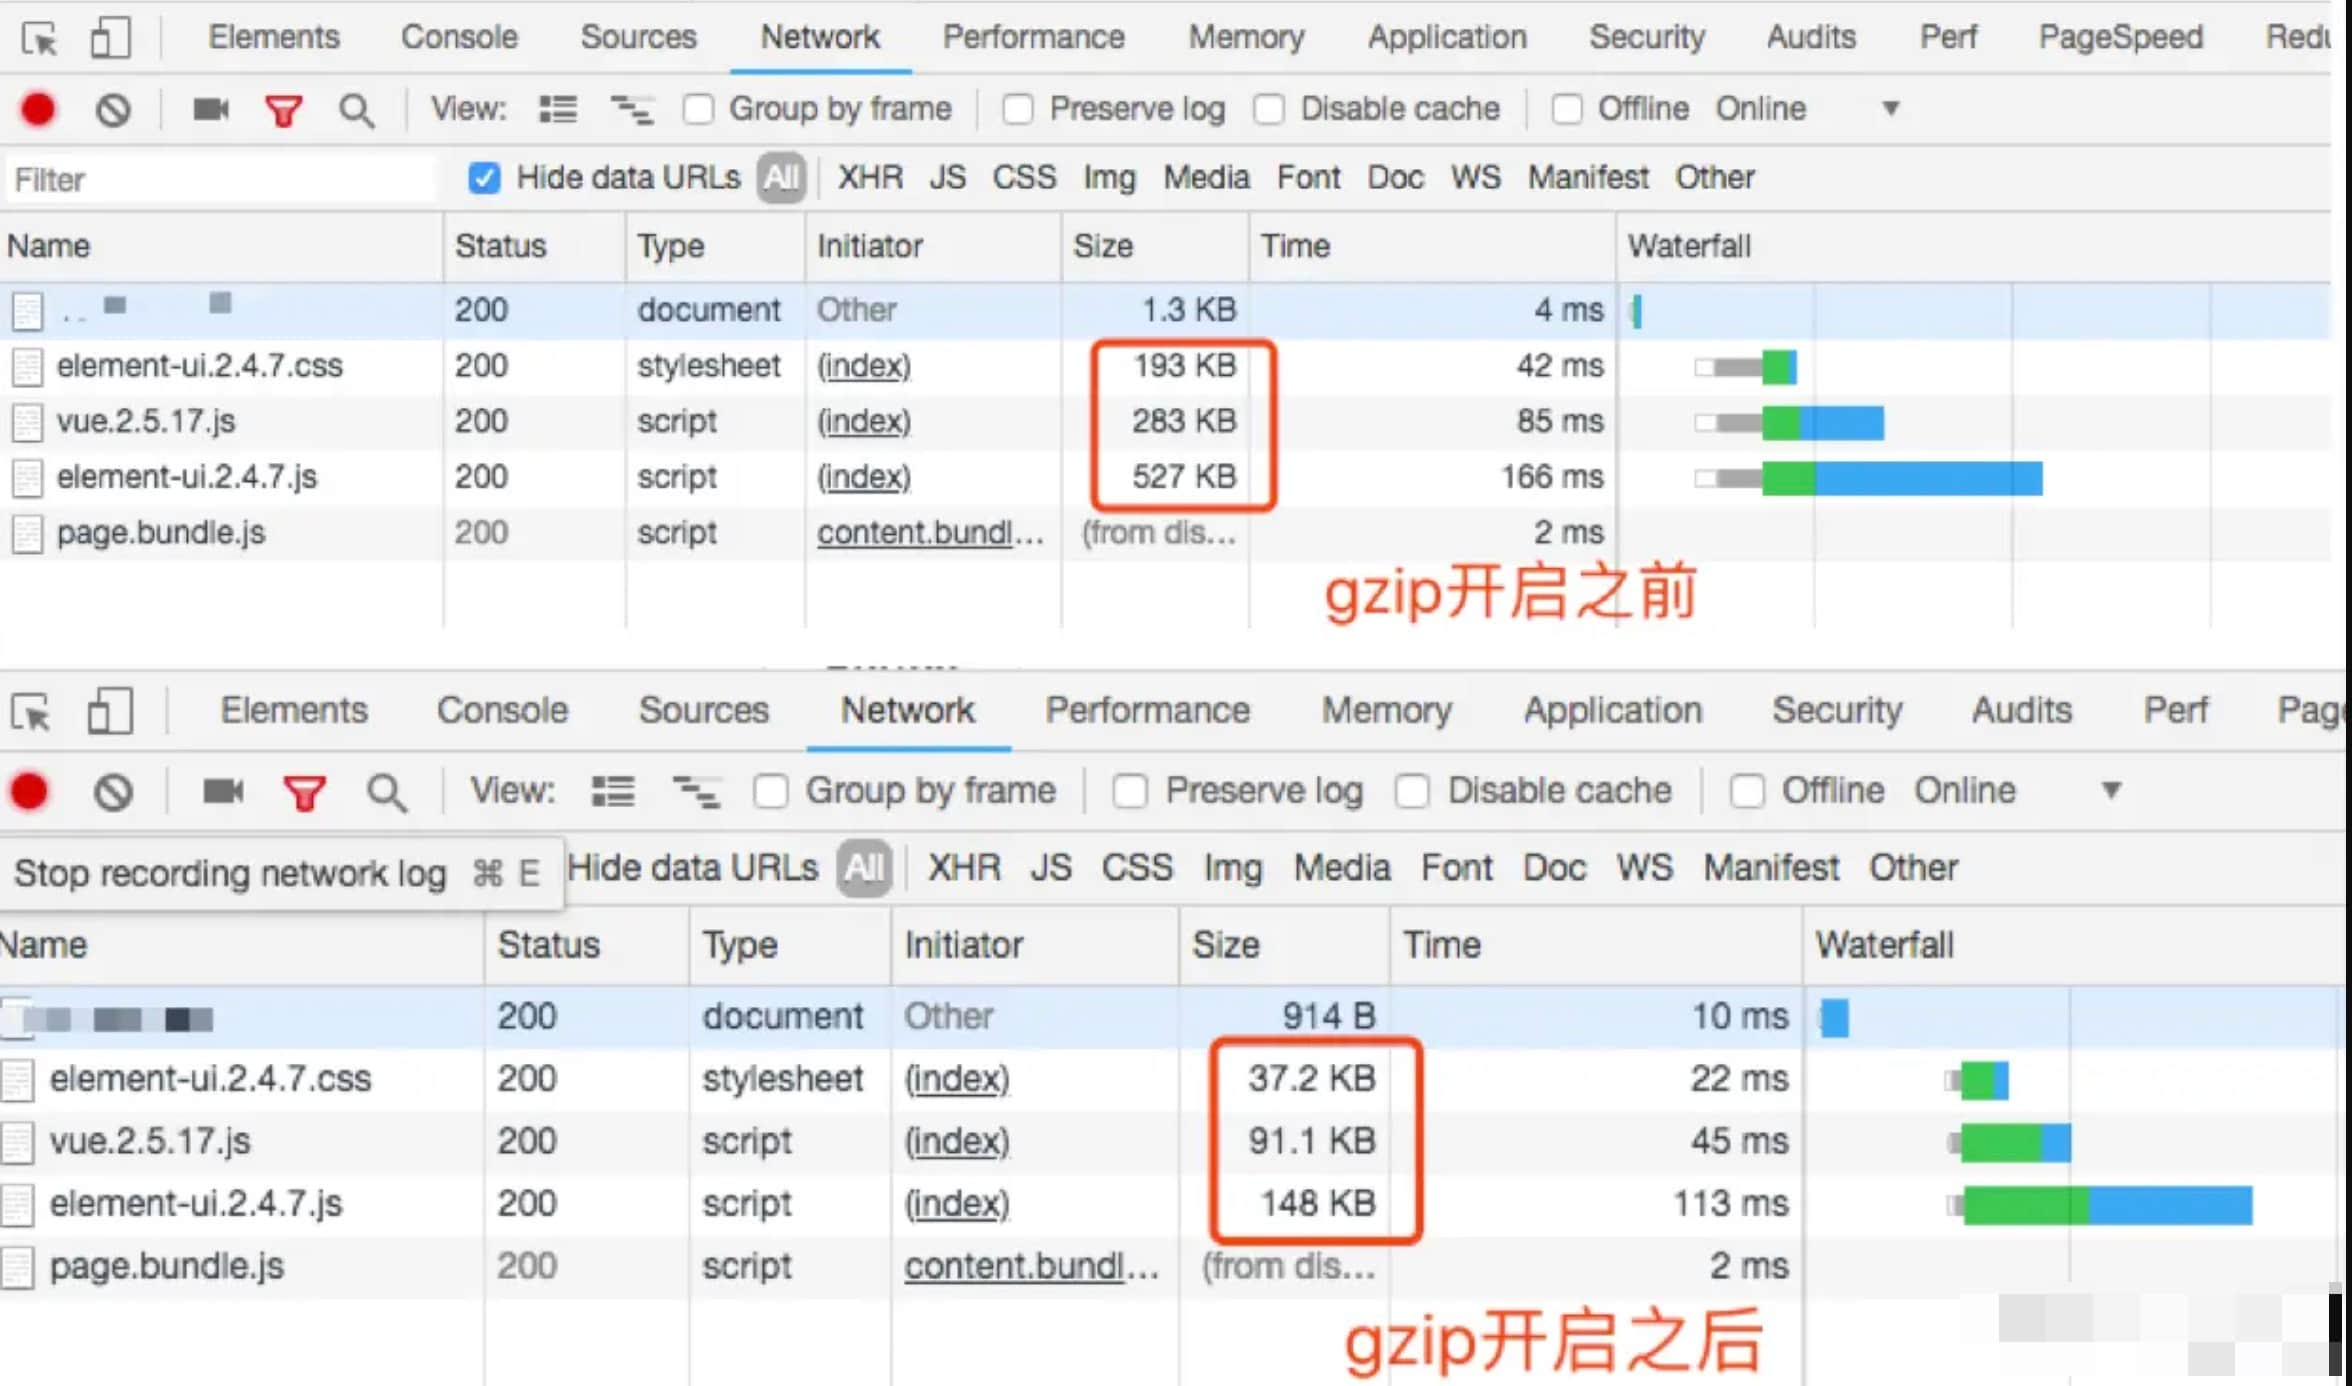 Elements Console Sources Network Performance Memory Application Security Audits Perf PageSpeed Redu
View: Group by frame Preserve log Disable cache Offline Online
Filter Hide data URLs All XHR JS CSS Img Media Font Doc WS Manifest Other
Name Status Type Initiator Size Time Waterfall
200 document Other 1.3 KB 4 ms
element-ui.2.4.7.css 200 stylesheet (index) 193 KB 42 ms
vue.2.5.17.js 200 script (index) 283 KB 85 ms
element-ui.2.4.7.js 200 script (index) 527 KB 166 ms
page.bundle.js 200 script content.bundl... (from dis... 2 ms
gzip开启之前
Elements Console Sources Network Performance Memory Application Security Audits Perf Page
View: Group by frame Preserve log Disable cache Offline Online
Stop recording network log ⌘ E Hide data URLs All XHR JS CSS Img Media Font Doc WS Manifest Other
Name Status Type Initiator Size Time Waterfall
200 document Other 914 B 10 ms
element-ui.2.4.7.css 200 stylesheet (index) 37.2 KB 22 ms
vue.2.5.17.js 200 script (index) 91.1 KB 45 ms
element-ui.2.4.7.js 200 script (index) 148 KB 113 ms
page.bundle.js 200 script content.bundl... (from dis... 2 ms
gzip开启之后